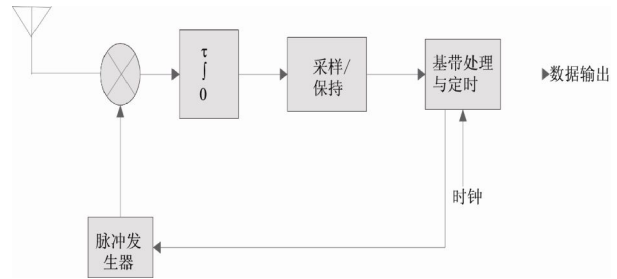 τ
∫
0
采样/
保持
基带处理
与定时
数据输出
时钟
脉冲发
生器